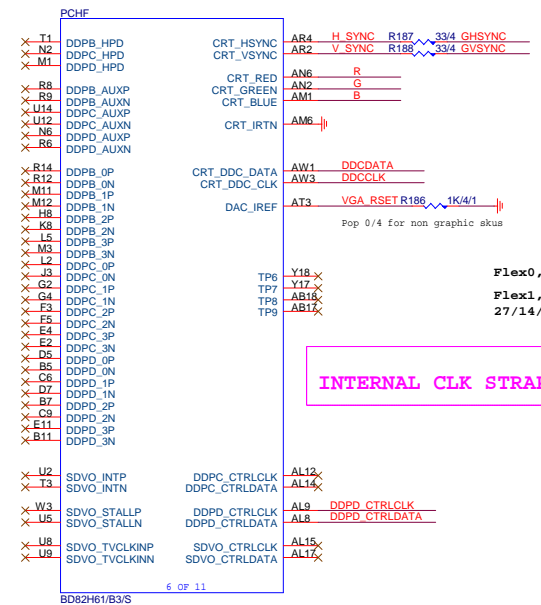 PCHF
T1 DDPB_HPD CRT_HSYNC AR4 H_SYNC R187 33/4 GHSYNC
N2 DDPC_HPD CRT_VSYNC AR2 V_SYNC R188 33/4 GVSYNC
M1 DDPD_HPD
CRT_RED AN6 R
R8 DDPB_AUXP CRT_GREEN AN2 G
R9 DDPB_AUXN CRT_BLUE AM1 B
U14 DDPC_AUXP
U12 DDPC_AUXN CRT_IRTN AM6
N6 DDPD_AUXP
R6 DDPD_AUXN
R14 DDPB_0P CRT_DDC_DATA AW1 DDCDATA
R12 DDPB_0N CRT_DDC_CLK AW3 DDCCLK
M11 DDPB_1P
M12 DDPB_1N DAC_IREF AT3 VGA_RSET R186 1K/4/1
H8 DDPB_2P
K8 DDPB_2N Pop 0/4 for non graphic skus
L5 DDPB_3P
M3 DDPB_3N
L2 DDPC_0P
J3 DDPC_0N TP6 Y18 Flex0,
G2 DDPC_1P TP7 Y17
G4 DDPC_1N TP8 AB18 Flex1,
F3 DDPC_2P TP9 AB17 27/14/
F5 DDPC_2N
E4 DDPC_3P
E2 DDPC_3N
D5 DDPD_0P
B5 DDPD_0N
C6 DDPD_1P INTERNAL CLK STRAP
D7 DDPD_1N
B7 DDPD_2P
C9 DDPD_2N
E11 DDPD_3P
B11 DDPD_3N
U2 SDVO_INTP DDPC_CTRLCLK AL12
T3 SDVO_INTN DDPC_CTRLDATA AL14
W3 SDVO_STALLP DDPD_CTRLCLK AL9 DDPD_CTRLCLK
U5 SDVO_STALLN DDPD_CTRLDATA AL8 DDPD_CTRLDATA
U8 SDVO_TVCLKINP SDVO_CTRLCLK AL15
U9 SDVO_TVCLKINN SDVO_CTRLDATA AL17
6 OF 11
BD82H61/B3/S